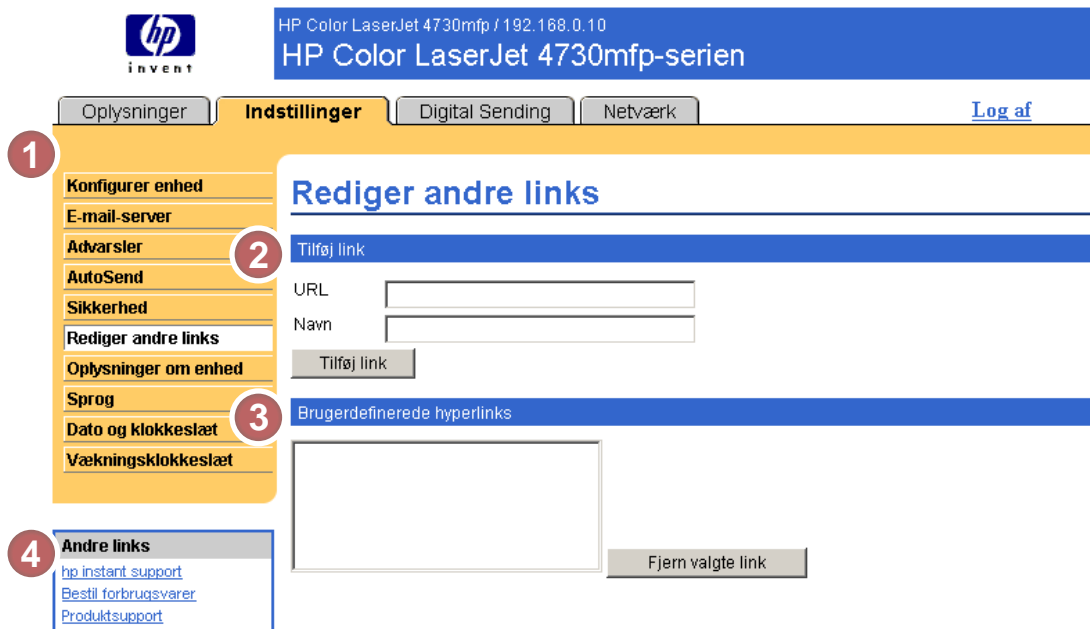 hp
invent
HP Color LaserJet 4730mfp / 192.168.0.10
HP Color LaserJet 4730mfp-serien
Oplysninger
Indstillinger
Digital Sending
Netværk
Log af
1
Konfigurer enhed
E-mail-server
Advarsler
AutoSend
Sikkerhed
Rediger andre links
Oplysninger om enhed
Sprog
Dato og klokkeslæt
Vækningsklokkeslæt
Rediger andre links
2
Tilføj link
URL
Navn
Tilføj link
3
Brugerdefinerede hyperlinks
Fjern valgte link
4
Andre links
hp instant support
Bestil forbrugsvarer
Produktsupport